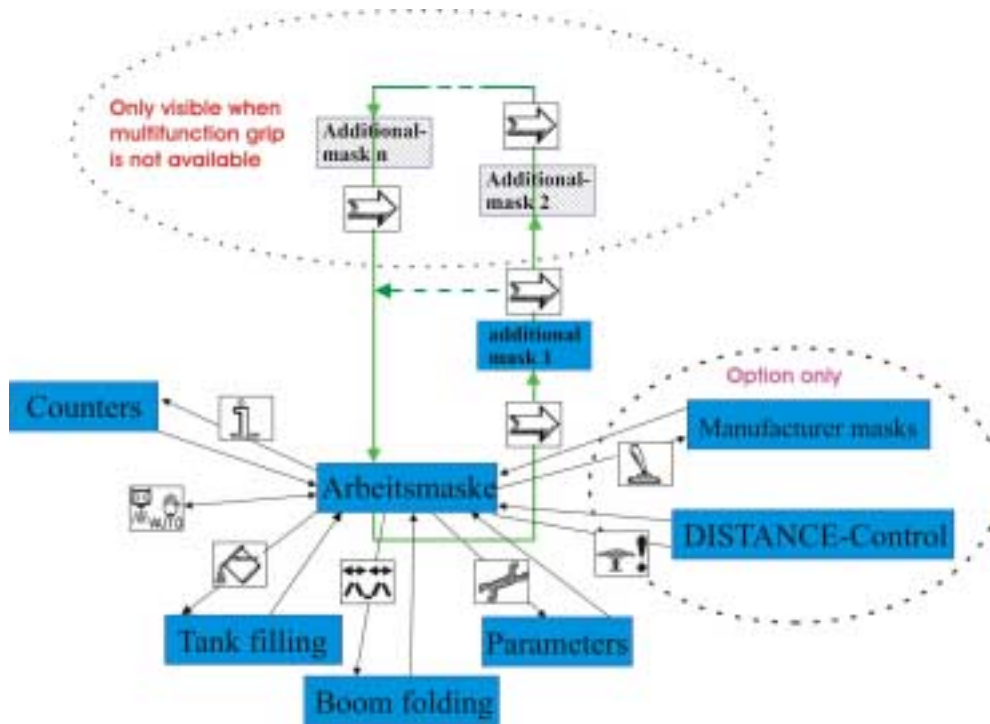 Only visible when
multifunction grip
is not available
Additional-
mask n
Additional-
mask 2
additional
mask 1
Option only
Counters
Manufacturer masks
Arbeitsmaske
AUTO
DISTANCE-Control
Tank filling
Parameters
Boom folding